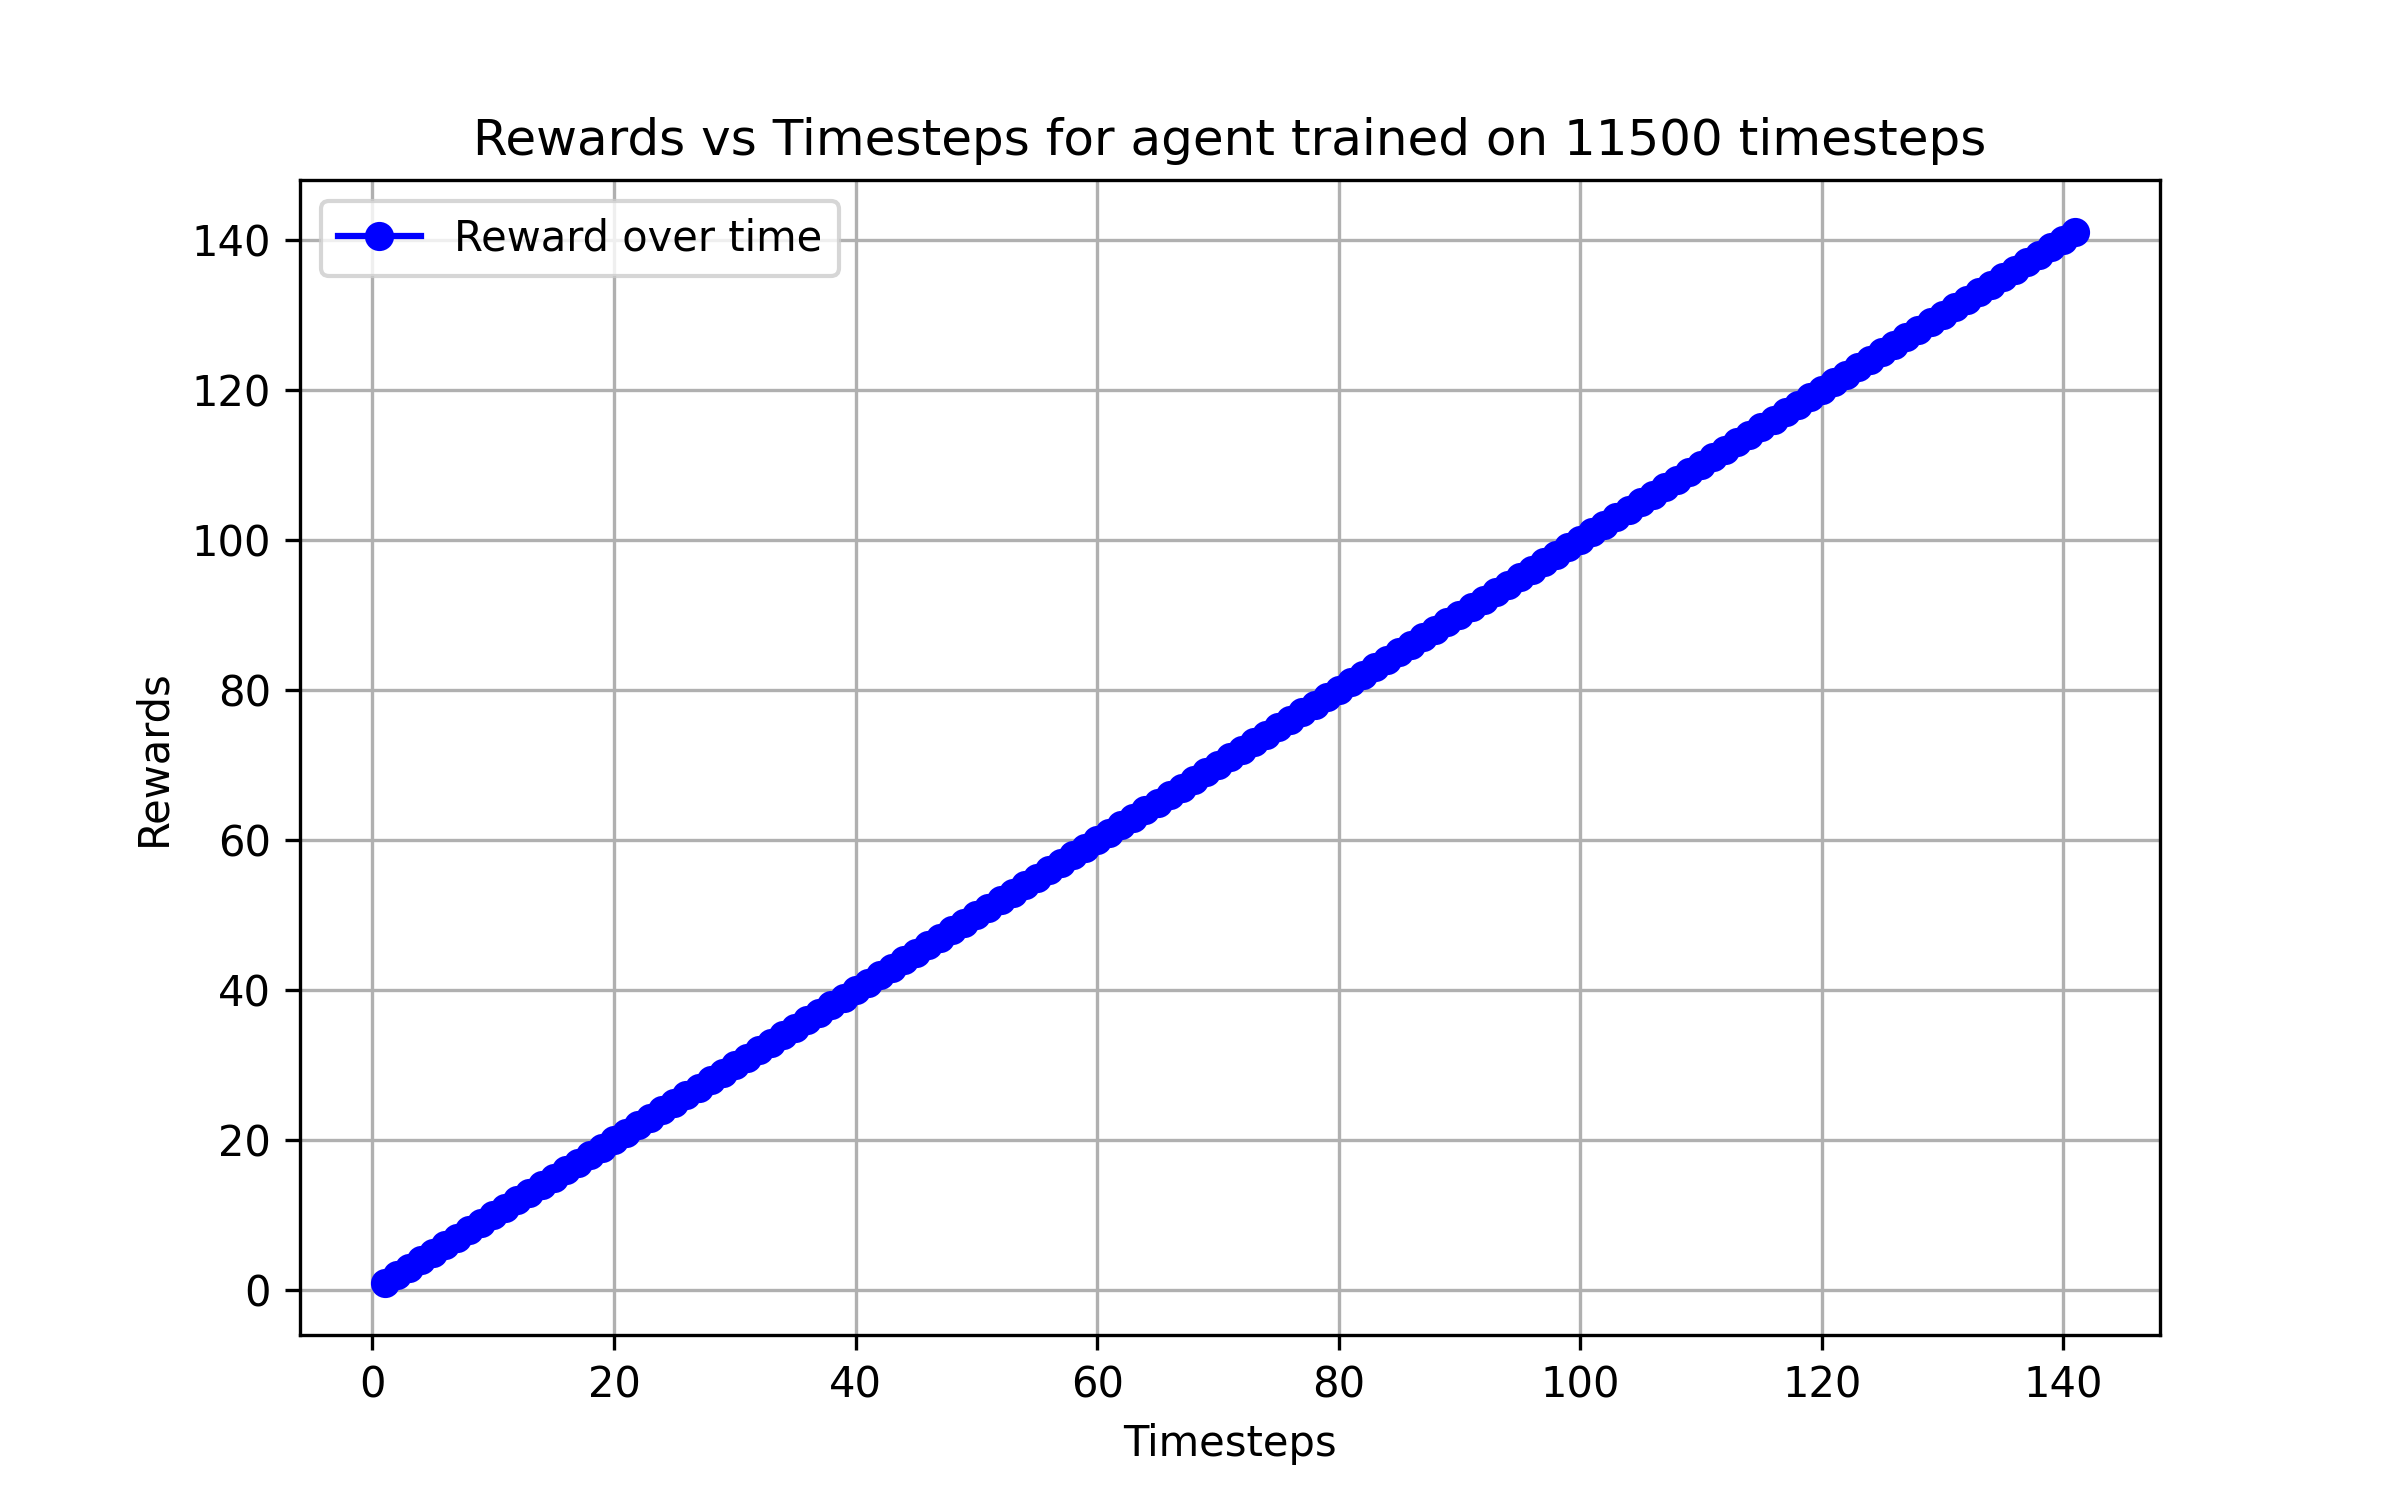 Rewards vs Timesteps for agent trained on 11500 timesteps
Reward over time
140
120
100
80
60
40
20
0
Rewards
0 20 40 60 80 100 120 140
Timesteps